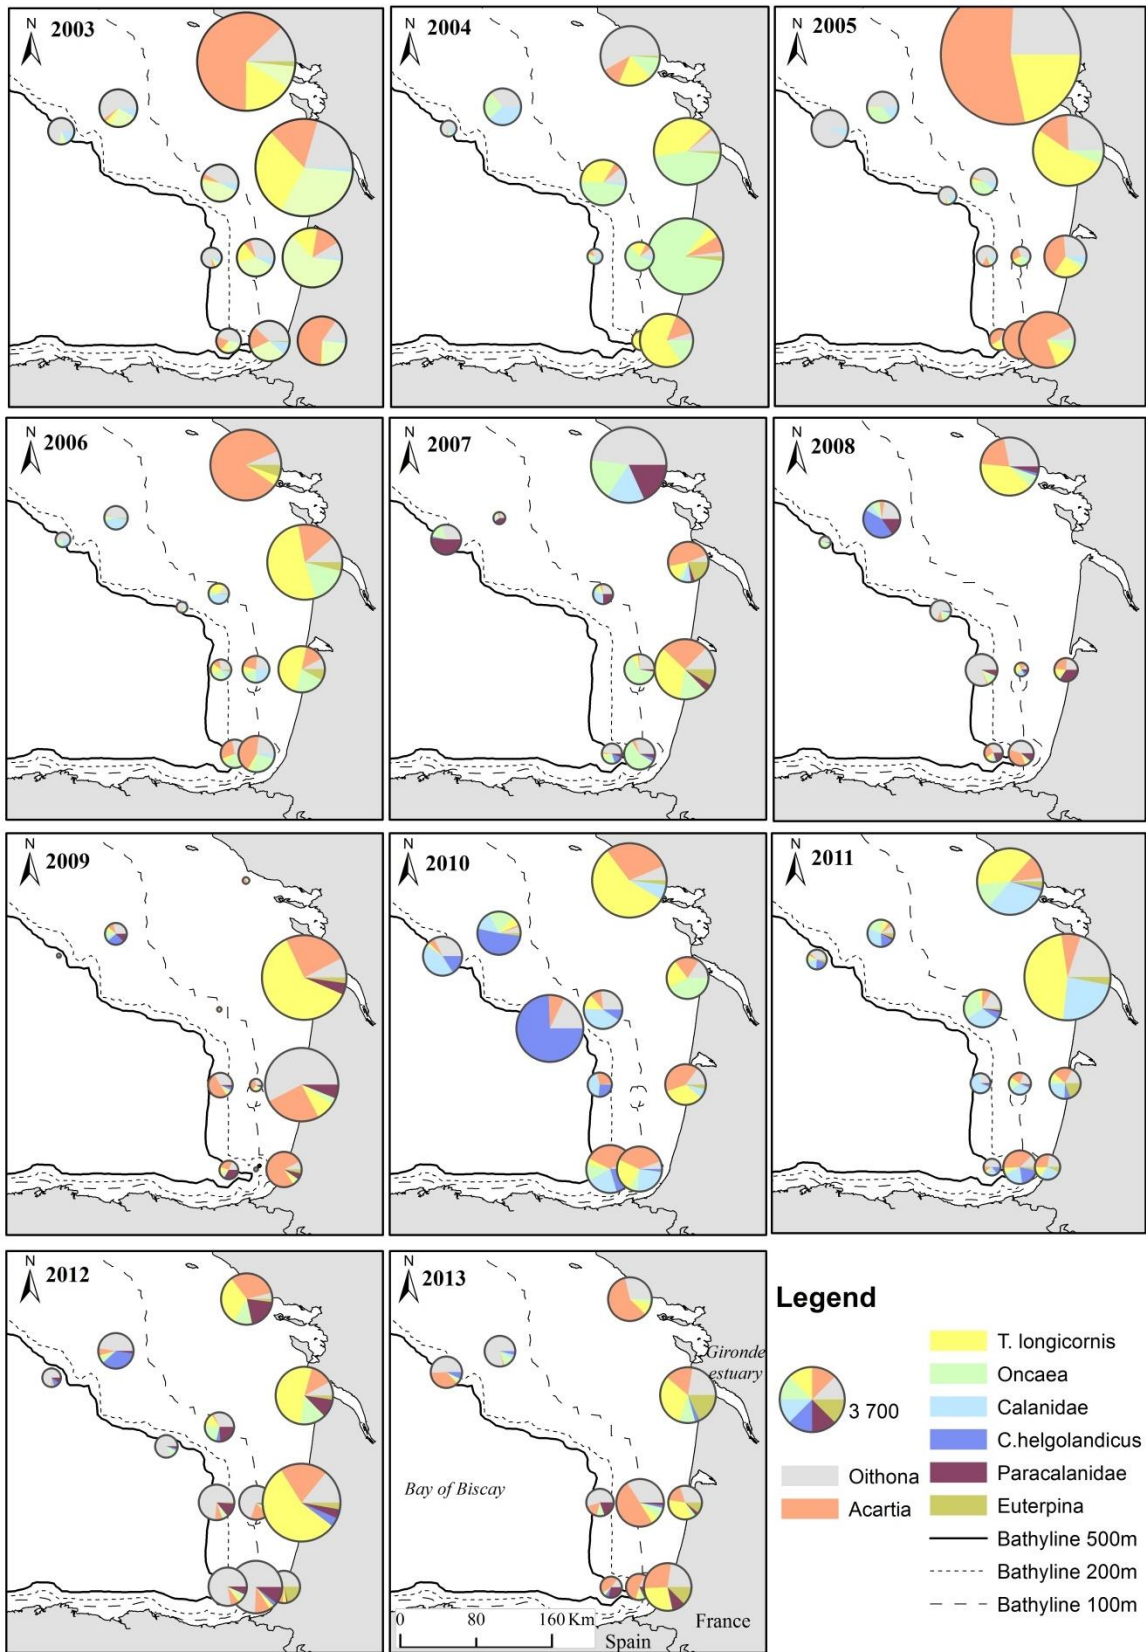 N
2003
N
2004
N
2005
N
2006
N
2007
N
2008
N
2009
N
2010
N
2011
N
2012
N
2013
Gironde
estuary
Bay of Biscay
0 80 160 Km
France
Spain
Legend
3 700
Oithona
Acartia
T. longicornis
Oncaea
Calanidae
C.helgolandicus
Paracalanidae
Euterpina
Bathyline 500m
Bathyline 200m
Bathyline 100m